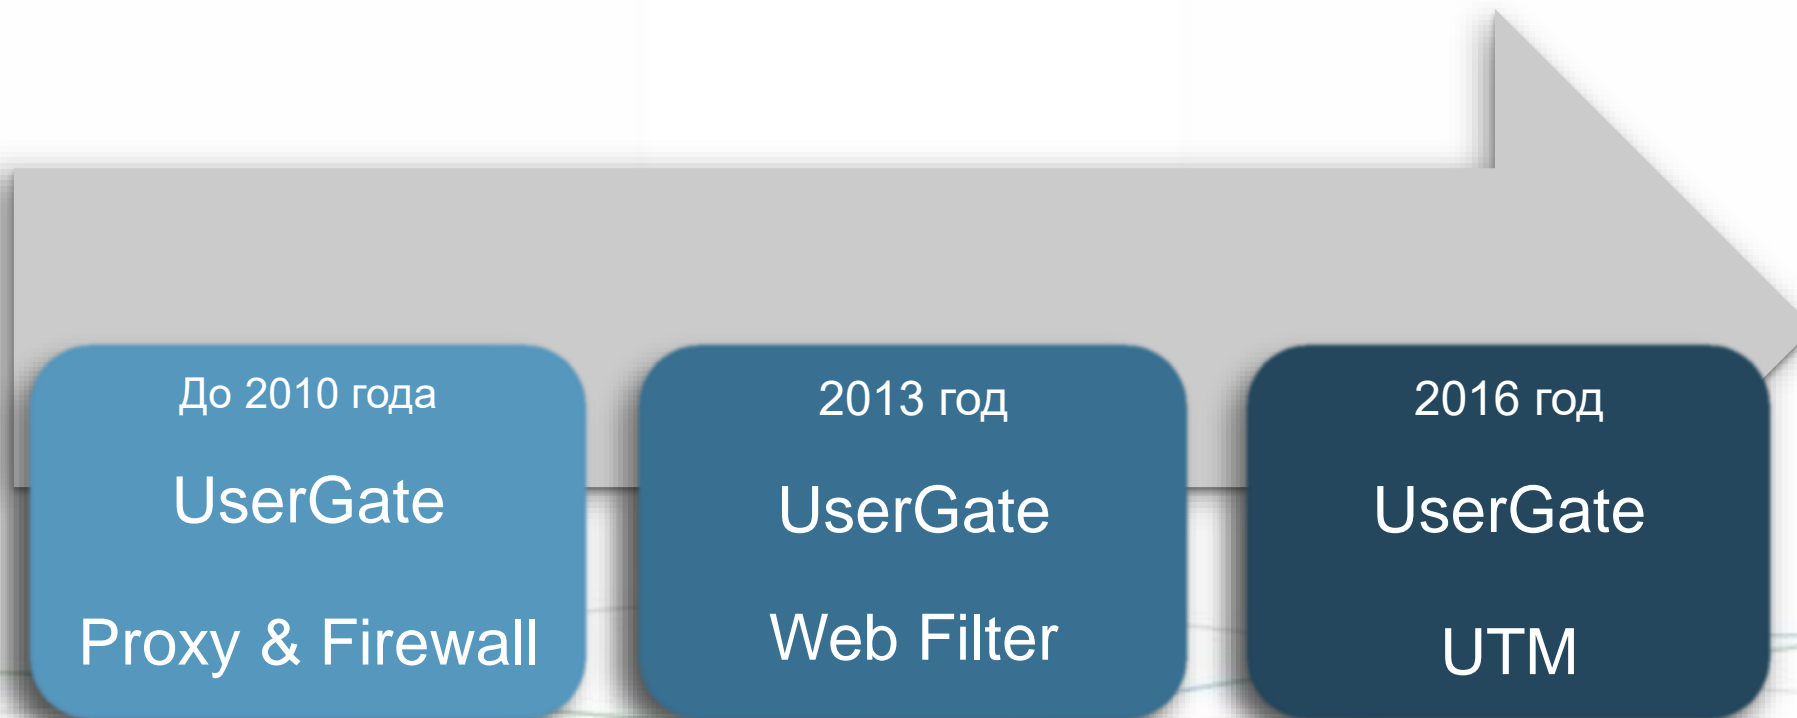 До 2010 года
UserGate
Proxy & Firewall
2013 год
UserGate
Web Filter
2016 год
UserGate
UTM